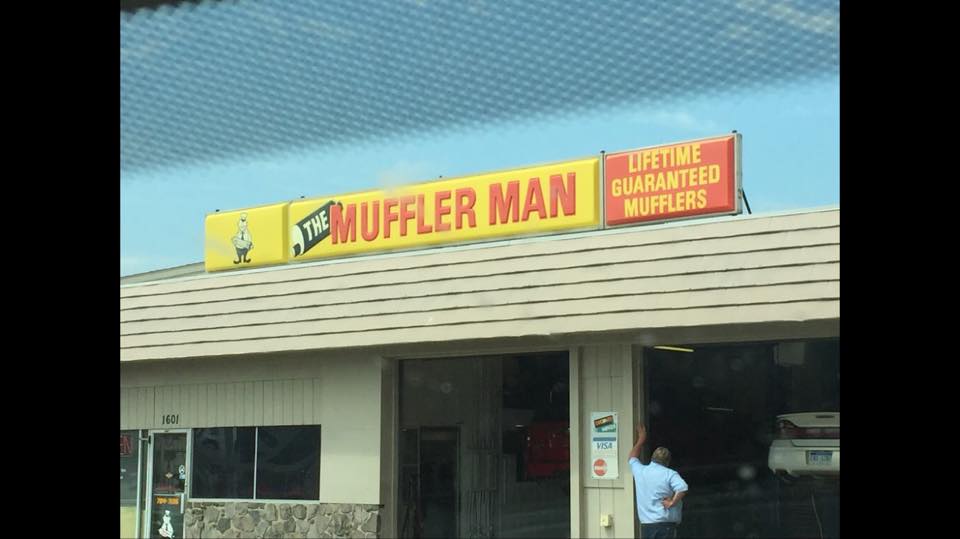 THE MUFFLER MAN
LIFETIME
GUARANTEED
MUFFLERS
1601
VISA